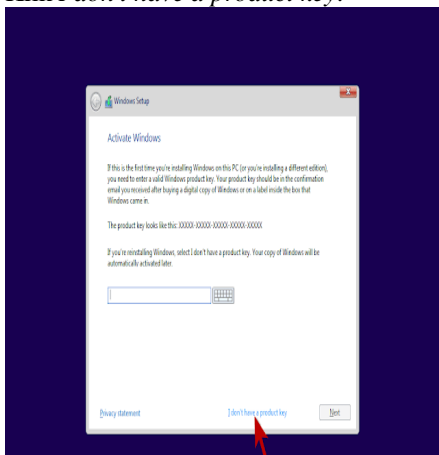 I don't have a product key.
Windows Setup
Activate Windows
If this is the first time you're installing Windows on this PC (or you're installing a different edition),
you need to enter a valid Windows product key. Your product key should be in the confirmation
email you received after buying a digital copy of Windows or on a label inside the box that
Windows came in.
The product key looks like this: XXXXX-XXXXX-XXXXX-XXXXX-XXXXX
If you're reinstalling Windows, select I don't have a product key. Your copy of Windows will be
automatically activated later.
Privacy statement
I don't have a product key
Next